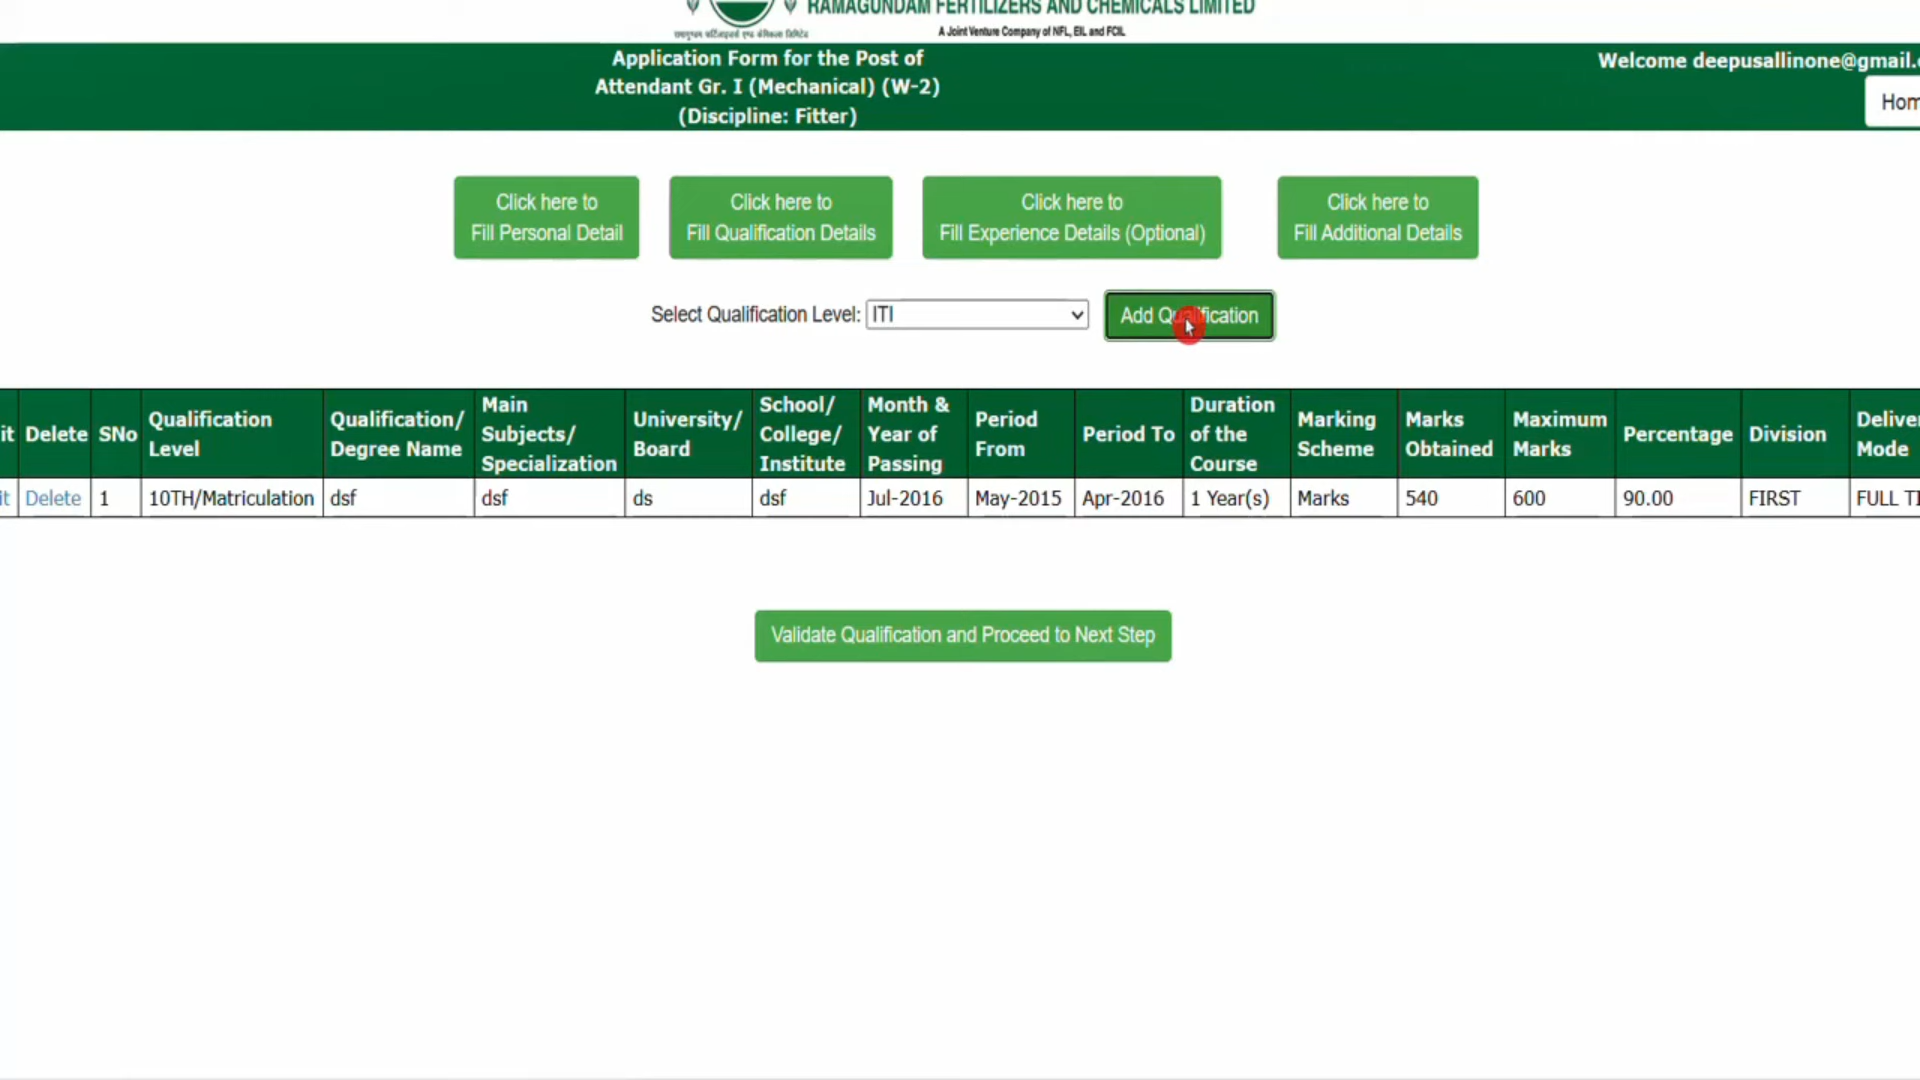 RAMAGUNDAM FERTILIZERS AND CHEMICALS LIMITED
A Joint Venture Company of NFL, EIL and FCIL
Application Form for the Post of
Attendant Gr. I (Mechanical) (W-2)
(Discipline: Fitter)
Welcome deepusallinone@gmail.c
Hom
Click here to
Fill Personal Detail
Click here to
Fill Qualification Details
Click here to
Fill Experience Details (Optional)
Click here to
Fill Additional Details
Select Qualification Level: ITI
Add Qualification
it
Delete
SNo
Qualification
Level
Qualification/
Degree Name
Main
Subjects/
Specialization
University/
Board
School/
College/
Institute
Month &
Year of
Passing
Period
From
Period To
Duration
of the
Course
Marking
Scheme
Marks
Obtained
Maximum
Marks
Percentage
Division
Deliver
Mode
it Delete 1 10TH/Matriculation dsf dsf ds dsf Jul-2016 May-2015 Apr-2016 1 Year(s) Marks 540 600 90.00 FIRST FULL TI
Validate Qualification and Proceed to Next Step